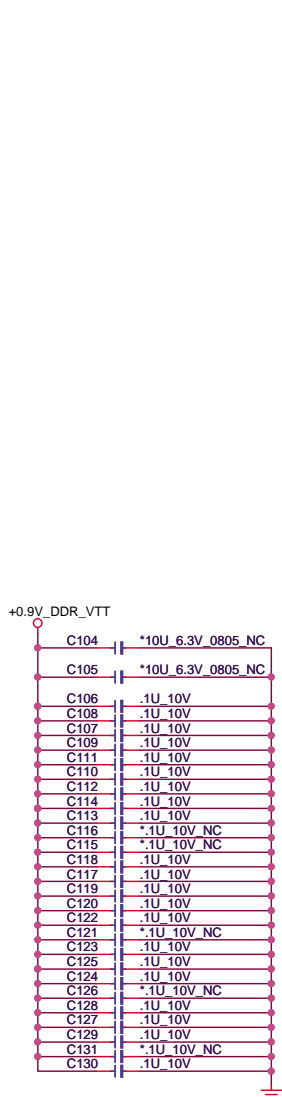 +0.9V_DDR_VTT
C104 *10U_6.3V_0805_NC
C105 *10U_6.3V_0805_NC
C106 .1U_10V
C108 .1U_10V
C107 .1U_10V
C109 .1U_10V
C111 .1U_10V
C110 .1U_10V
C112 .1U_10V
C114 .1U_10V
C113 .1U_10V
C116 *.1U_10V_NC
C115 *.1U_10V_NC
C118 .1U_10V
C117 .1U_10V
C119 .1U_10V
C120 .1U_10V
C122 .1U_10V
C121 *.1U_10V_NC
C123 .1U_10V
C125 .1U_10V
C124 .1U_10V
C126 *.1U_10V_NC
C128 .1U_10V
C127 .1U_10V
C129 .1U_10V
C131 *.1U_10V_NC
C130 .1U_10V